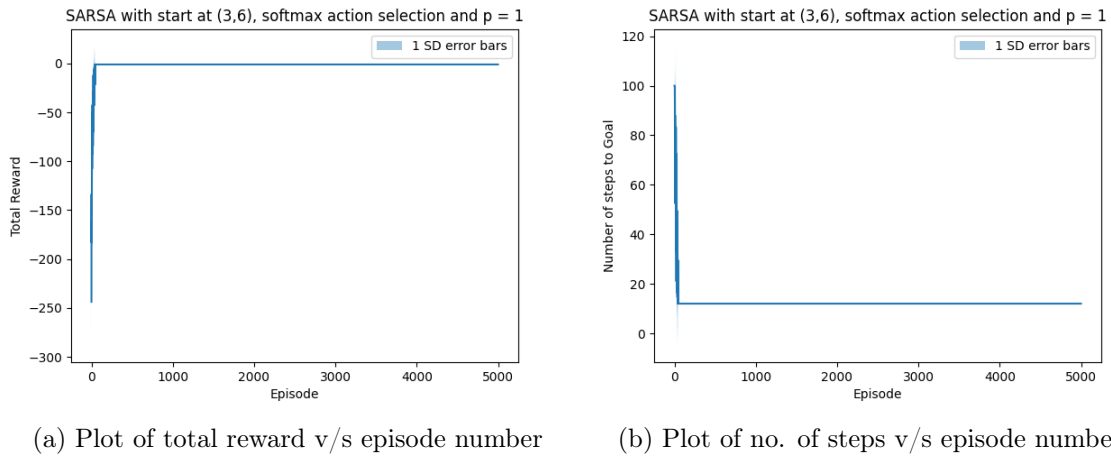 SARSA with start at (3,6), softmax action selection and p = 1
1 SD error bars
0
−50
−100
−150
−200
−250
−300
Total Reward
0 1000 2000 3000 4000 5000
Episode
(a) Plot of total reward v/s episode number
SARSA with start at (3,6), softmax action selection and p = 1
1 SD error bars
120
100
80
60
40
20
0
Number of steps to Goal
0 1000 2000 3000 4000 5000
Episode
(b) Plot of no. of steps v/s episode numbe